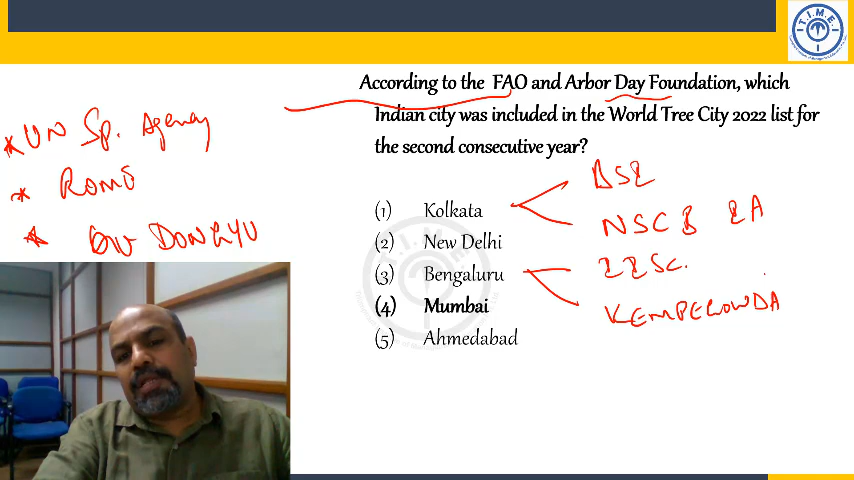 T.I.M.E.
According to the FAO and Arbor Day Foundation, which
Indian city was included in the World Tree City 2022 list for
the second consecutive year?
* UN Sp. Agency
* ROME
* QU DONGYU
(1) Kolkata
(2) New Delhi
(3) Bengaluru
(4) Mumbai
(5) Ahmedabad
NSCB IA
IISC.
KEMPEGOWDA